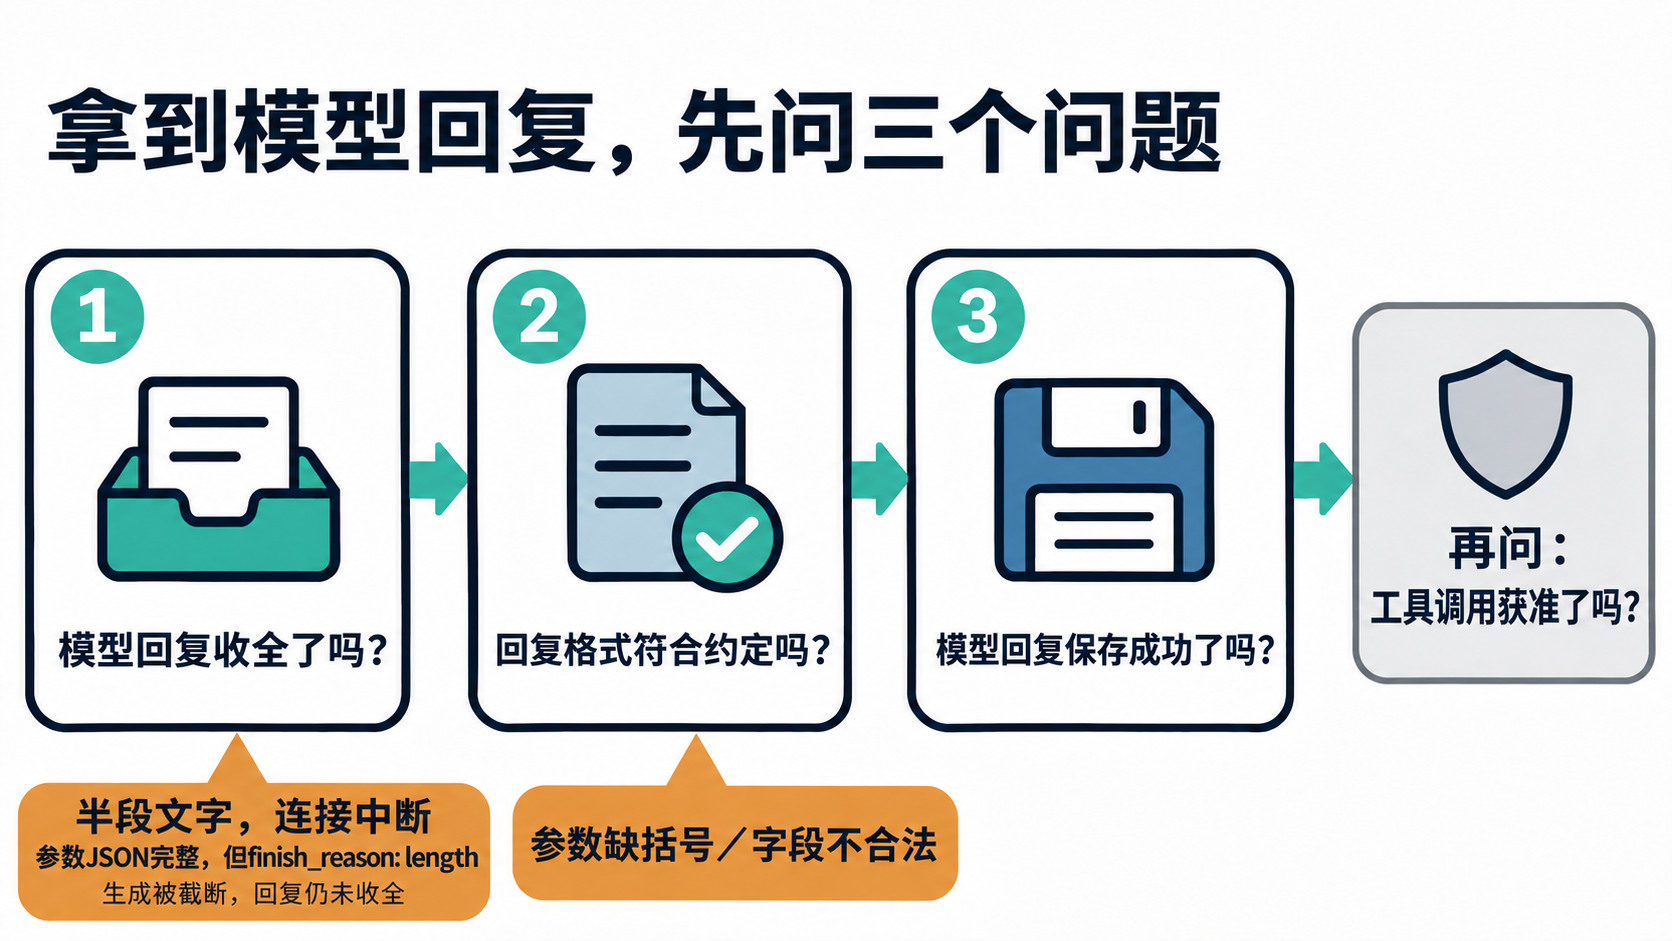 拿到模型回复，先问三个问题
1
模型回复收全了吗？
2
回复格式符合约定吗？
3
模型回复保存成功了吗？
再问：
工具调用获准了吗？
半段文字，连接中断
参数JSON完整，但finish_reason: length
生成被截断，回复仍未收全
参数缺括号／字段不合法